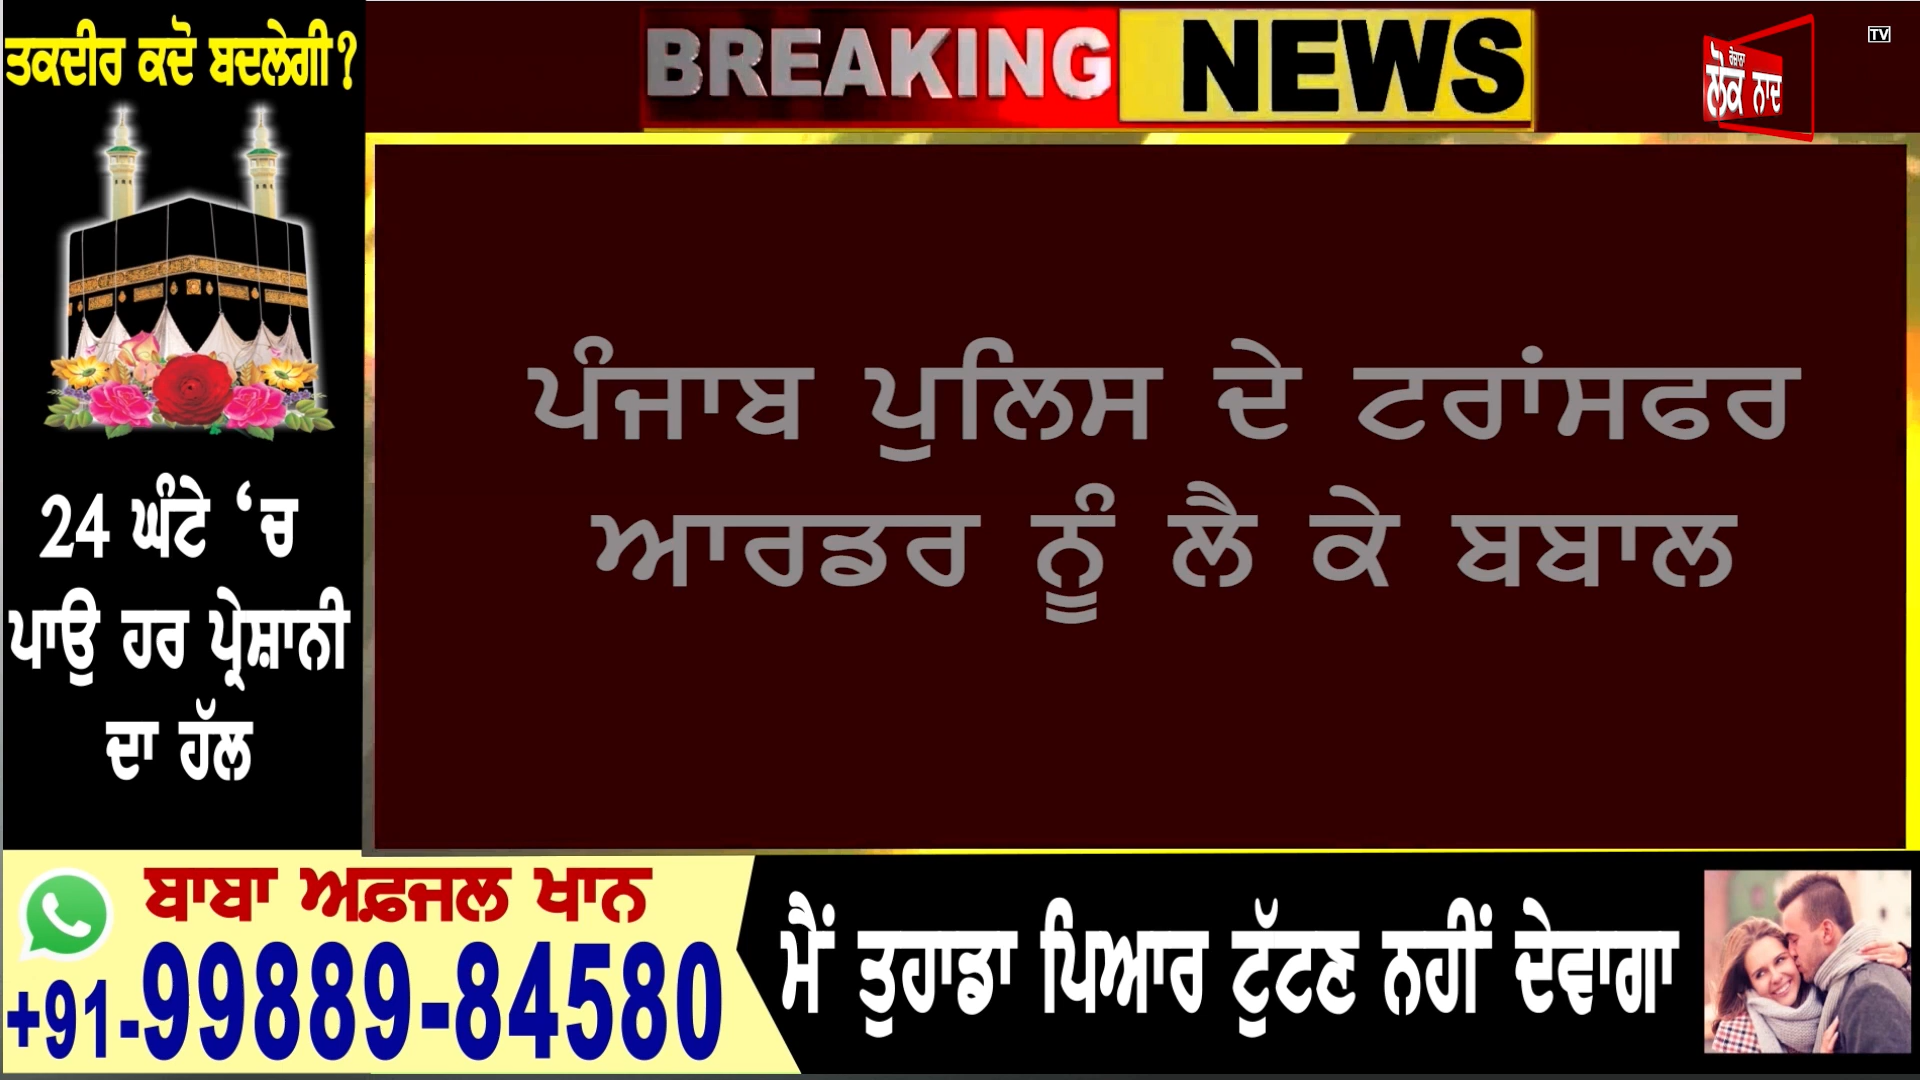 ਤਕਦੀਰ ਕਦੋ ਬਦਲੇਗੀ?
BREAKING NEWS
ਰੋਜ਼ਾਨਾ
ਲੋਕ ਨਾਦ
TV
ਪੰਜਾਬ ਪੁਲਿਸ ਦੇ ਟਰਾਂਸਫਰ
ਆਰਡਰ ਨੂੰ ਲੈ ਕੇ ਬਬਾਲ
24 ਘੰਟੇ ‘ਚ
ਪਾਉ ਹਰ ਪ੍ਰੇਸ਼ਾਨੀ
ਦਾ ਹੱਲ
ਬਾਬਾ ਅਫ਼ਜਲ ਖਾਨ
+91-99889-84580
ਮੈਂ ਤੁਹਾਡਾ ਪਿਆਰ ਟੁੱਟਣ ਨਹੀਂ ਦੇਵਾਗਾ